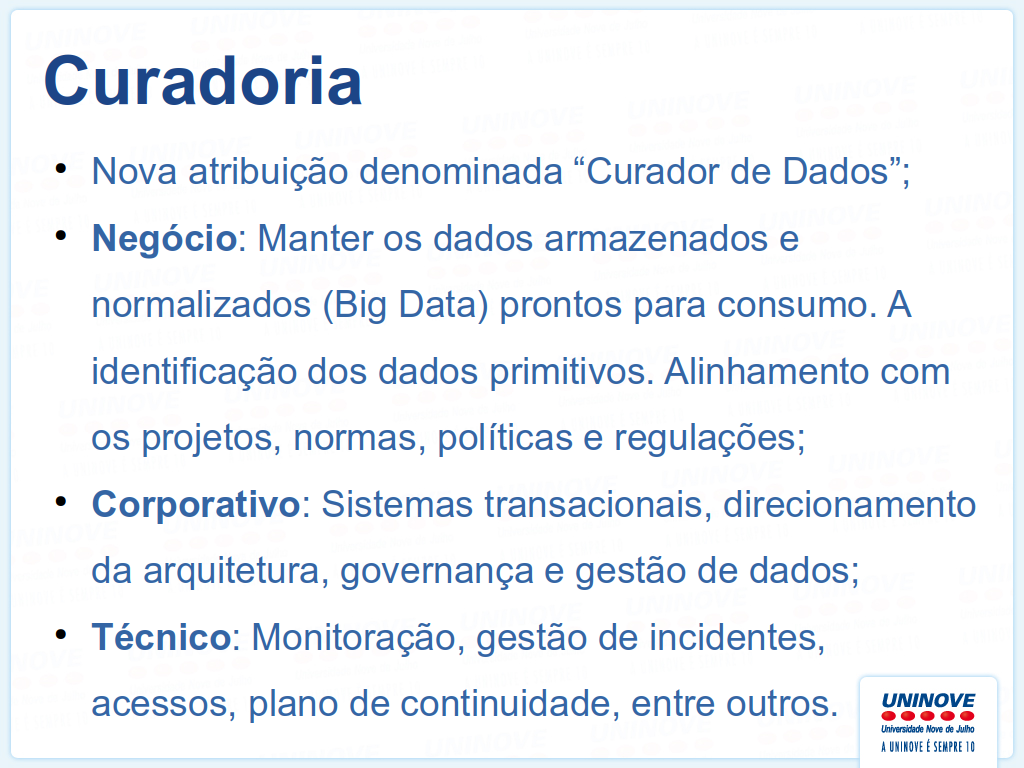 Curadoria
• Nova atribuição denominada “Curador de Dados”;
• Negócio: Manter os dados armazenados e
normalizados (Big Data) prontos para consumo. A
identificação dos dados primitivos. Alinhamento com
os projetos, normas, políticas e regulações;
• Corporativo: Sistemas transacionais, direcionamento
da arquitetura, governança e gestão de dados;
• Técnico: Monitoração, gestão de incidentes,
acessos, plano de continuidade, entre outros.
UNINOVE
Universidade Nove de Julho
A UNINOVE É SEMPRE 10